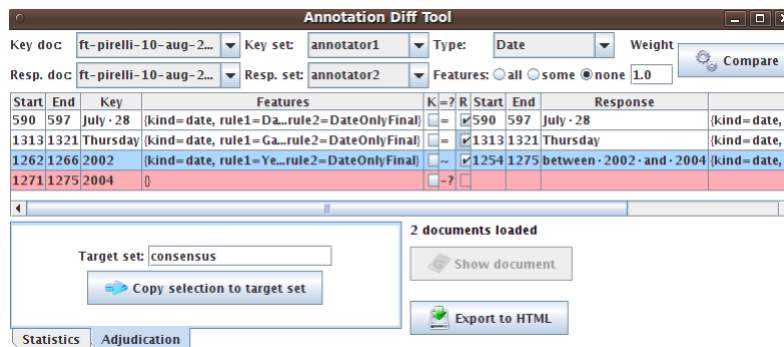 Annotation Diff Tool
Key doc: ft-pirelli-10-aug-2... Key set: annotator1 Type: Date Weight
Resp. doc: ft-pirelli-10-aug-2... Resp. set: annotator2 Features: all some none 1.0 Compare
Start End Key Features K =? R Start End Response
590 597 July·28 {kind=date, rule1=Da...rule2=DateOnlyFinal} = 590 597 July·28 {kind=date,
1313 1321 Thursday {kind=date, rule1=Ga...rule2=DateOnlyFinal} = 1313 1321 Thursday {kind=date,
1262 1266 2002 {kind=date, rule1=Ye...rule2=DateOnlyFinal} ~ 1254 1275 between·2002·and·2004 {kind=date,
1271 1275 2004 {} -?
2 documents loaded
Target set: consensus
Show document
Copy selection to target set
Export to HTML
Statistics Adjudication